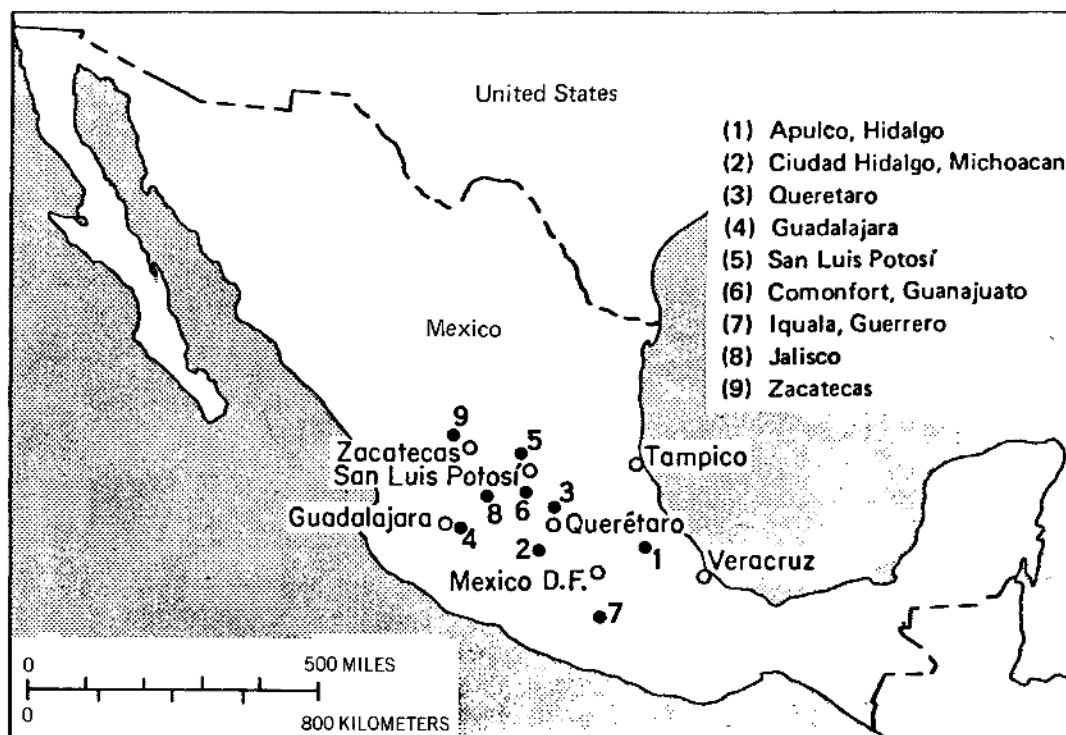 United States
(1) Apulco, Hidalgo
(2) Ciudad Hidalgo, Michoacan
(3) Queretaro
(4) Guadalajara
(5) San Luis Potosí
(6) Comonfort, Guanajuato
(7) Iquala, Guerrero
(8) Jalisco
(9) Zacatecas
Mexico
9
Zacatecas
5
San Luis Potosí
Tampico
8
6
3
Guadalajara
4
Querétaro
2
1
Mexico D.F.
Veracruz
7
0
500 MILES
0
800 KILOMETERS